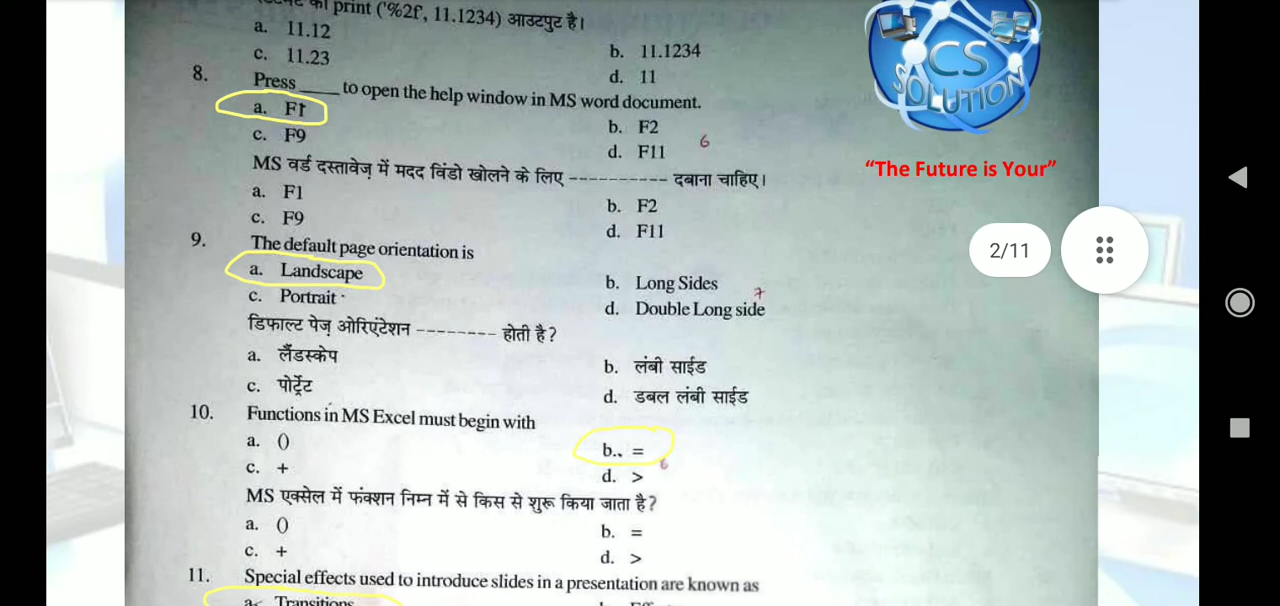 को print ('%2f', 11.1234) आउटपुट है।
a. 11.12
b. 11.1234
c. 11.23
d. 11
8. Press ____ to open the help window in MS word document.
a. F1
b. F2
c. F9
d. F11
6
MS वर्ड दस्तावेज़ में मदद विंडो खोलने के लिए ---------- दबाना चाहिए।
a. F1
b. F2
c. F9
d. F11
9. The default page orientation is
a. Landscape
b. Long Sides
c. Portrait
d. Double Long side
7
डिफाल्ट पेज् ओरिएंटेशन -------- होती है?
a. लैंडस्केप
b. लंबी साईड
c. पोर्ट्रेट
d. डबल लंबी साईड
10. Functions in MS Excel must begin with
a. ()
b. =
c. +
d. >
MS एक्सेल में फंक्शन निम्न में से किस से शुरू किया जाता है?
a. ()
b. =
c. +
d. >
11. Special effects used to introduce slides in a presentation are known as
a. Transitions
CS
SOLUTION
“The Future is Your”
2/11